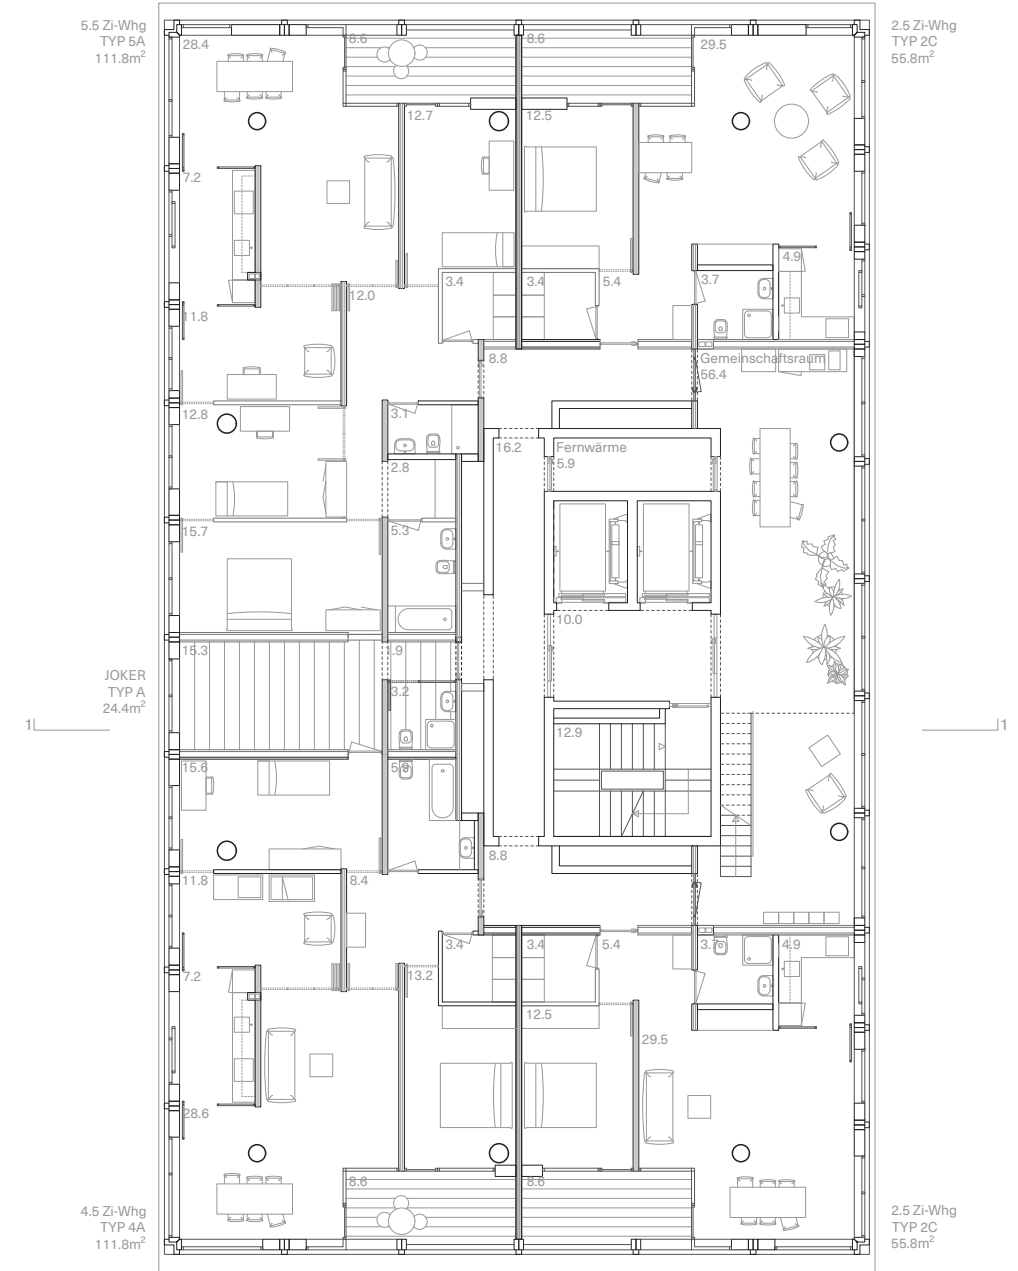 5.5 Zi-Whg
TYP 5A
111.8m²
2.5 Zi-Whg
TYP 2C
55.8m²
28.4
8.6
8.6
29.5
12.7
12.5
7.2
4.9
3.4
3.4
5.4
3.7
12.0
11.8
8.8
Gemeinschaftsraum
56.4
12.8
3.1
16.2
Fernwärme
5.9
2.8
15.7
5.3
10.0
15.3
1.9
JOKER
TYP A
24.4m²
3.2
1
1
12.9
15.6
5.9
8.8
11.8
8.4
3.4
3.4
5.4
3.7
4.9
7.2
13.2
12.5
29.5
28.6
8.6
8.6
4.5 Zi-Whg
TYP 4A
111.8m²
2.5 Zi-Whg
TYP 2C
55.8m²